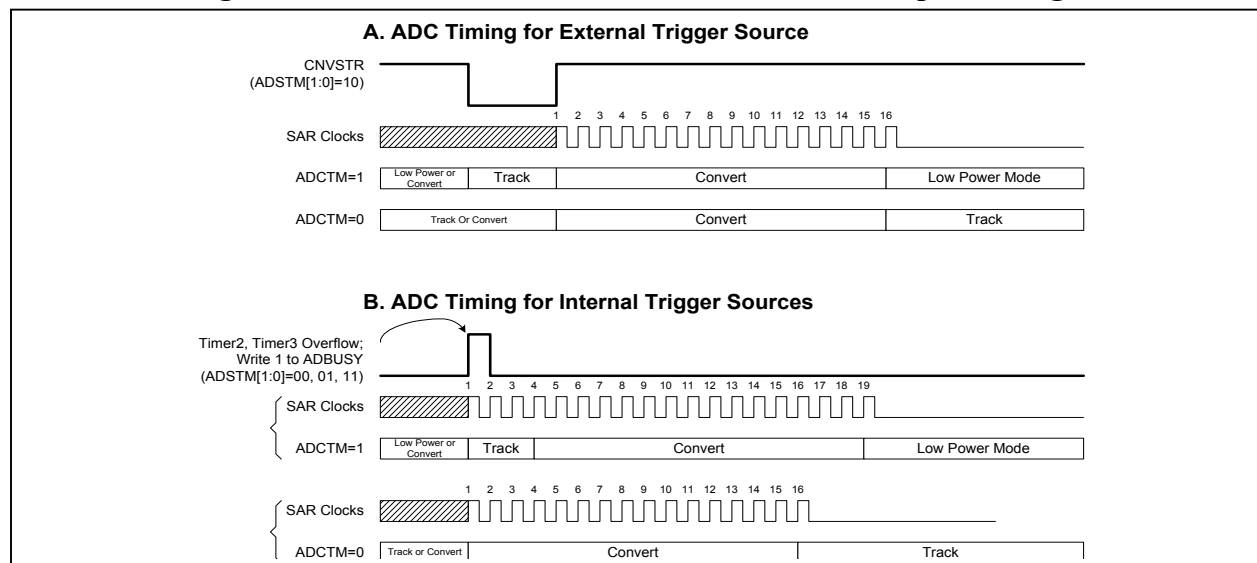 A. ADC Timing for External Trigger Source
CNVSTR
(ADSTM[1:0]=10)
1 2 3 4 5 6 7 8 9 10 11 12 13 14 15 16
SAR Clocks
ADCTM=1 Low Power or Convert Track Convert Low Power Mode
ADCTM=0 Track Or Convert Convert Track
B. ADC Timing for Internal Trigger Sources
Timer2, Timer3 Overflow;
Write 1 to ADBUSY
(ADSTM[1:0]=00, 01, 11)
1 2 3 4 5 6 7 8 9 10 11 12 13 14 15 16 17 18 19
SAR Clocks
ADCTM=1 Low Power or Convert Track Convert Low Power Mode
1 2 3 4 5 6 7 8 9 10 11 12 13 14 15 16
SAR Clocks
ADCTM=0 Track or Convert Convert Track